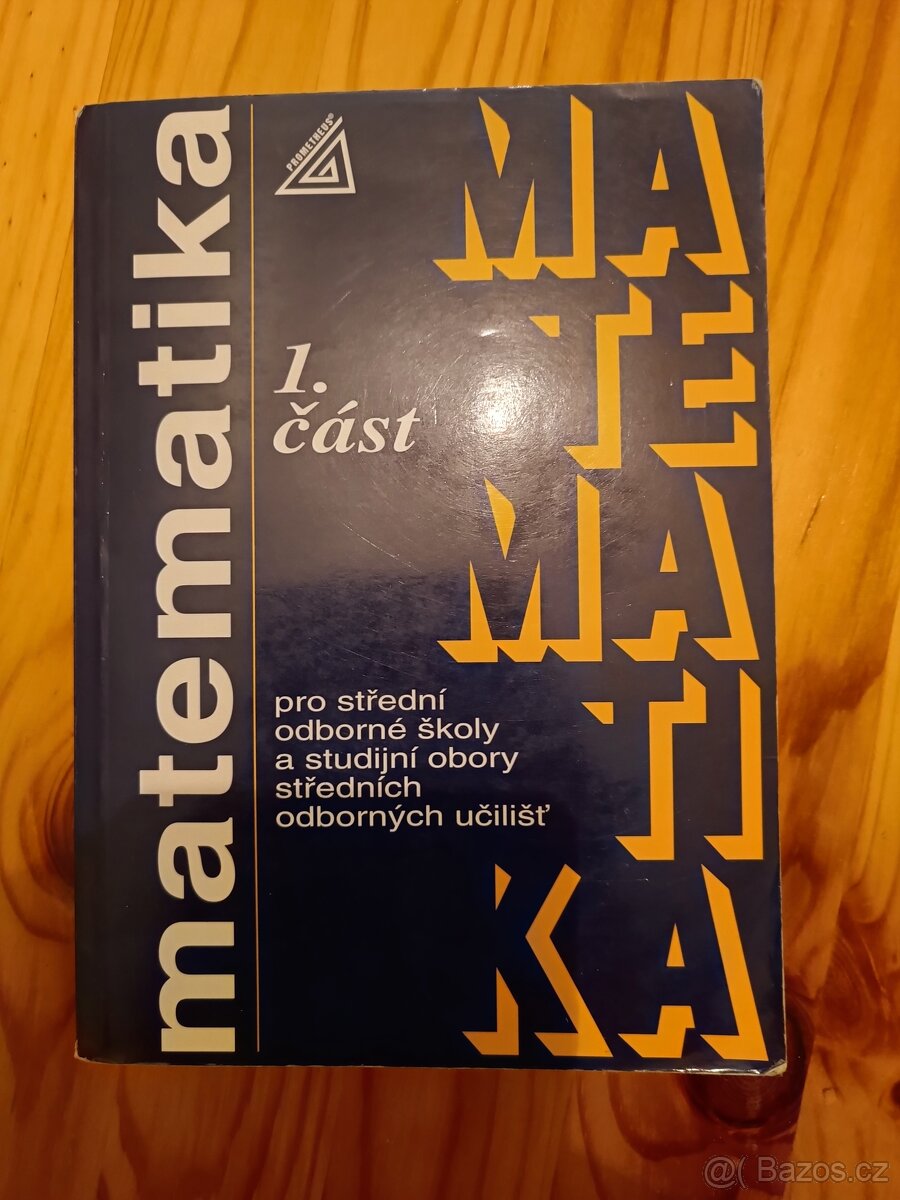 matematika
PROMETHEUS®
1.
část
pro střední
odborné školy
a studijní obory
středních
odborných učilišť
MA
TE
MA
TI
KA
@( Bazos.cz